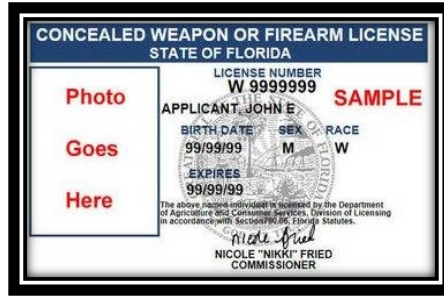 CONCEALED WEAPON OR FIREARM LICENSE
STATE OF FLORIDA
LICENSE NUMBER
W 9999999
SAMPLE
APPLICANT, JOHN E
BIRTH DATE SEX RACE
99/99/99 M W
EXPIRES
99/99/99
Photo
Goes
Here
The above named individual is licensed by the Department
of Agriculture and Consumer Services, Division of Licensing
in accordance with Section790.06, Florida Statutes.
Nicole Fried
NICOLE "NIKKI" FRIED
COMMISSIONER